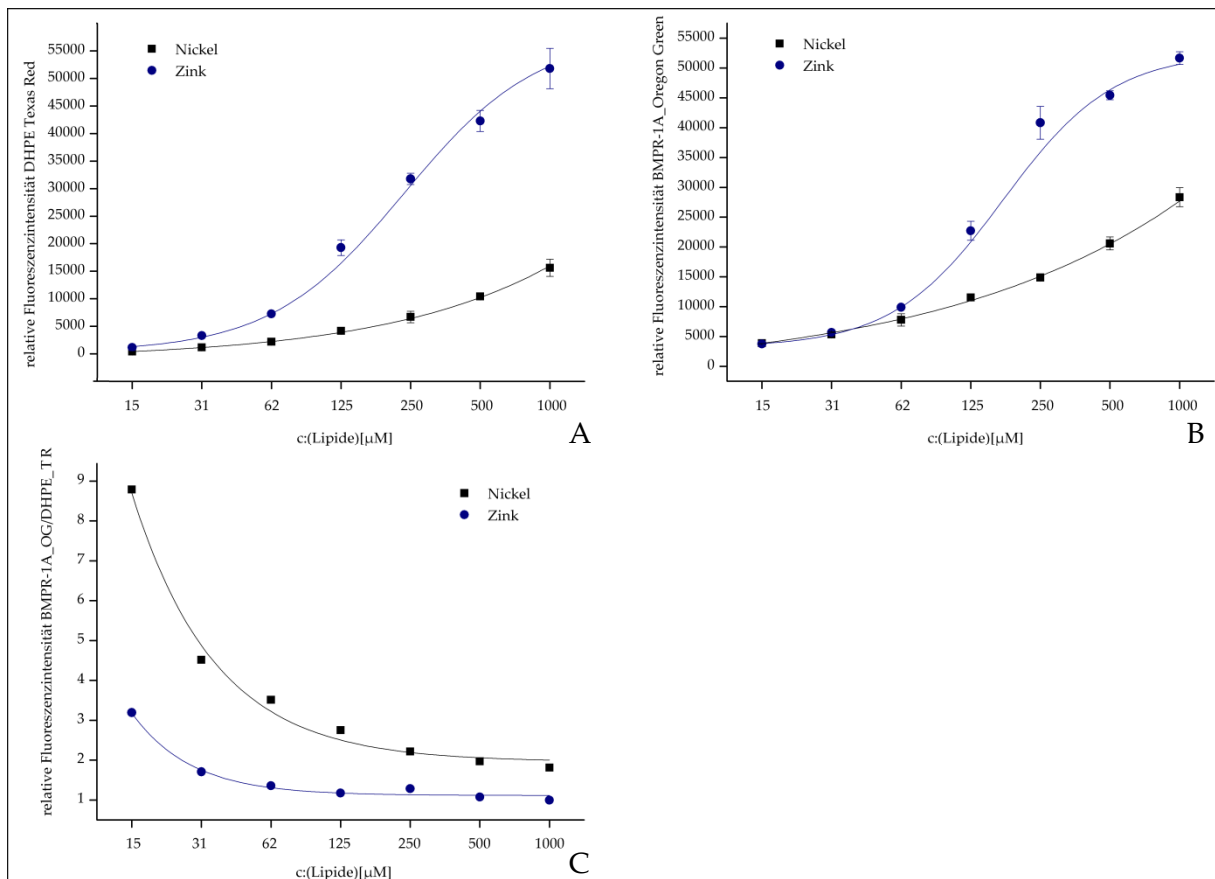 relative Fluoreszenzintensität DHPE Texas Red
55000
50000
45000
40000
35000
30000
25000
20000
15000
10000
5000
0
Nickel
Zink
15 31 62 125 250 500 1000
c:(Lipide)[µM]
A
relative Fluoreszenzintensität BMPR-1A_Oregon Green
55000
50000
45000
40000
35000
30000
25000
20000
15000
10000
5000
0
Nickel
Zink
15 31 62 125 250 500 1000
c:(Lipide)[µM]
B
relative Fluoreszenzintensität BMPR-1A_OG/DHPE_TR
9
8
7
6
5
4
3
2
1
Nickel
Zink
15 31 62 125 250 500 1000
c:(Lipide)[µM]
C